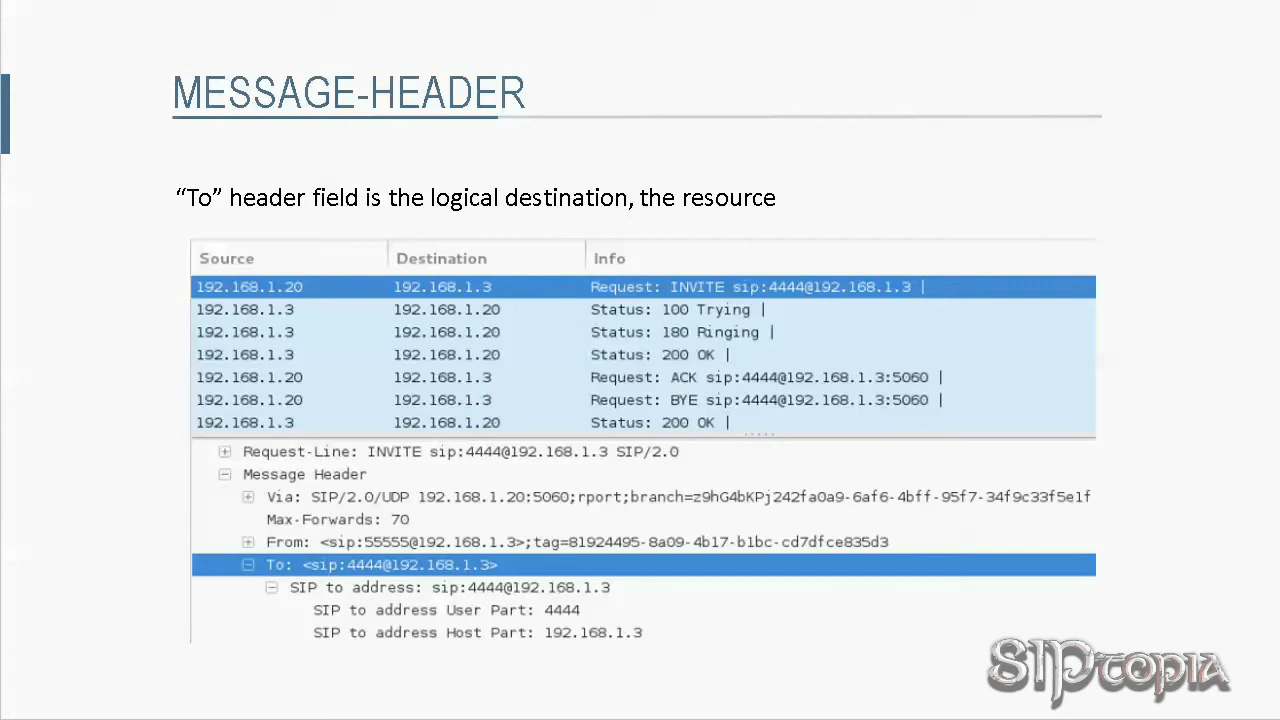 MESSAGE-HEADER
“To” header field is the logical destination, the resource
Source Destination Info
192.168.1.20 192.168.1.3 Request: INVITE sip:4444@192.168.1.3 |
192.168.1.3 192.168.1.20 Status: 100 Trying |
192.168.1.3 192.168.1.20 Status: 180 Ringing |
192.168.1.3 192.168.1.20 Status: 200 OK |
192.168.1.20 192.168.1.3 Request: ACK sip:4444@192.168.1.3:5060 |
192.168.1.20 192.168.1.3 Request: BYE sip:4444@192.168.1.3:5060 |
192.168.1.3 192.168.1.20 Status: 200 OK |
Request-Line: INVITE sip:4444@192.168.1.3 SIP/2.0
Message Header
Via: SIP/2.0/UDP 192.168.1.20:5060;rport;branch=z9hG4bKPj242fa0a9-6af6-4bff-95f7-34f9c33f5e1f
Max-Forwards: 70
From: <sip:55555@192.168.1.3>;tag=81924495-8a09-4b17-b1bc-cd7dfce835d3
To: <sip:4444@192.168.1.3>
SIP to address: sip:4444@192.168.1.3
SIP to address User Part: 4444
SIP to address Host Part: 192.168.1.3
SIPtopia